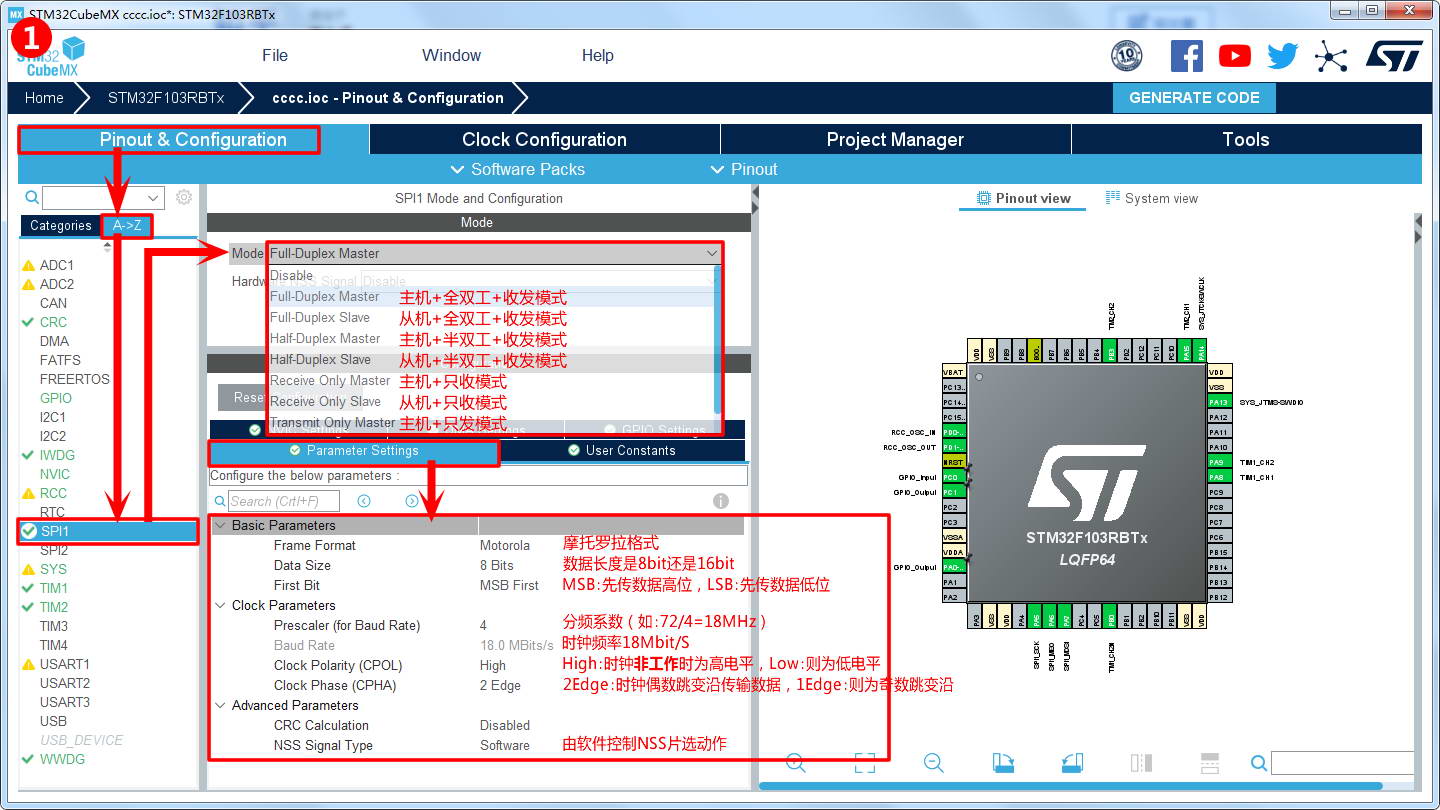 STM32CubeMX cccc.ioc*: STM32F103RBTx
1
STM32
CubeMX
File Window Help
10
YEARS
Home STM32F103RBTx cccc.ioc - Pinout & Configuration GENERATE CODE
Pinout & Configuration Clock Configuration Project Manager Tools
Software Packs Pinout
Categories A->Z
ADC1
ADC2
CAN
CRC
DMA
FATFS
FREERTOS
GPIO
I2C1
I2C2
IWDG
NVIC
RCC
RTC
SPI1
SPI2
SYS
TIM1
TIM2
TIM3
TIM4
USART1
USART2
USART3
USB
USB_DEVICE
WWDG
SPI1 Mode and Configuration
Mode
Mode Full-Duplex Master
Hardware NSS Signal Disable
Disable
Full-Duplex Master 主机+全双工+收发模式
Full-Duplex Slave 从机+全双工+收发模式
Half-Duplex Master 主机+半双工+收发模式
Half-Duplex Slave 从机+半双工+收发模式
Receive Only Master 主机+只收模式
Receive Only Slave 从机+只收模式
Transmit Only Master 主机+只发模式
Rese
GPIO Settings
Parameter Settings User Constants
Configure the below parameters :
Search (Crtl+F)
Basic Parameters
Frame Format Motorola 摩托罗拉格式
Data Size 8 Bits 数据长度是8bit还是16bit
First Bit MSB First MSB:先传数据高位，LSB:先传数据低位
Clock Parameters
Prescaler (for Baud Rate) 4 分频系数（如:72/4=18MHz）
Baud Rate 18.0 MBits/s 时钟频率18Mbit/S
Clock Polarity (CPOL) High High:时钟非工作时为高电平，Low:则为低电平
Clock Phase (CPHA) 2 Edge 2Edge:时钟偶数跳变沿传输数据，1Edge:则为奇数跳变沿
Advanced Parameters
CRC Calculation Disabled
NSS Signal Type Software 由软件控制NSS片选动作
Pinout view System view
TIM2_CH2
TIM2_CH1
SYS_JTCK-SWCLK
VDD VSS PB9 PB8 BOO.. PB7 PB6 PB5 PB4 PB3 PD2 PC12 PC11 PC10 PA15 PA14
VBAT
PC13..
PC14..
PC15..
RCC_OSC_IN PD0-..
RCC_OSC_OUT PD1-..
NRST
GPIO_Input PC0
GPIO_Output PC1
PC2
PC3
VSSA
VDDA
GPIO_Output PA0-..
PA1
PA2
VDD
VSS
PA13 SYS_JTMS-SWDIO
PA12
PA11
PA10
PA9 TIM1_CH2
PA8 TIM1_CH1
PC9
PC8
PC7
PC6
PB15
PB14
PB13
PB12
STM32F103RBTx
LQFP64
PA3 VSS VDD PA4 PA5 PA6 PA7 PC4 PC5 PB0 PB1 PB2 PB10 PB11 VSS VDD
SPI1_SCK
SPI1_MISO
SPI1_MOSI
TIM1_CH2N